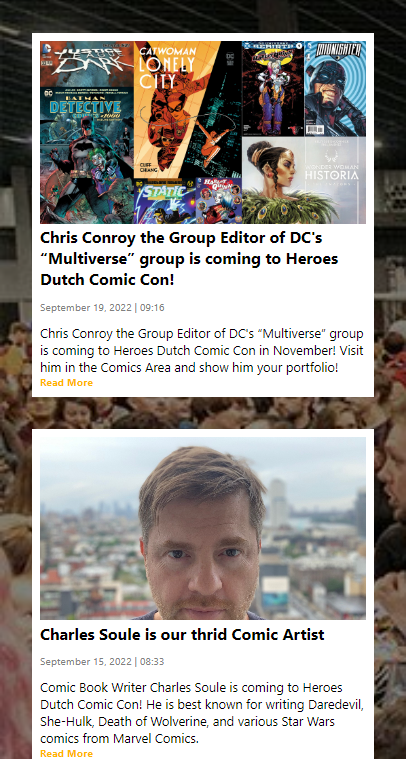 JUSTICE LEAGUE
DARK
CATWOMAN
LONELY
CITY
CLIFF
CHIANG
REBIRTH
MIDNIGHTER
BATMAN
DETECTIVE
COMICS
#1000
STATIC
HARLEY
QUINN
WONDER WOMAN
HISTORIA
Chris Conroy the Group Editor of DC's
“Multiverse” group is coming to Heroes
Dutch Comic Con!
September 19, 2022 | 09:16
Chris Conroy the Group Editor of DC's “Multiverse” group
is coming to Heroes Dutch Comic Con in November! Visit
him in the Comics Area and show him your portfolio!
Read More
Charles Soule is our thrid Comic Artist
September 15, 2022 | 08:33
Comic Book Writer Charles Soule is coming to Heroes
Dutch Comic Con! He is best known for writing Daredevil,
She-Hulk, Death of Wolverine, and various Star Wars
comics from Marvel Comics.
Read More